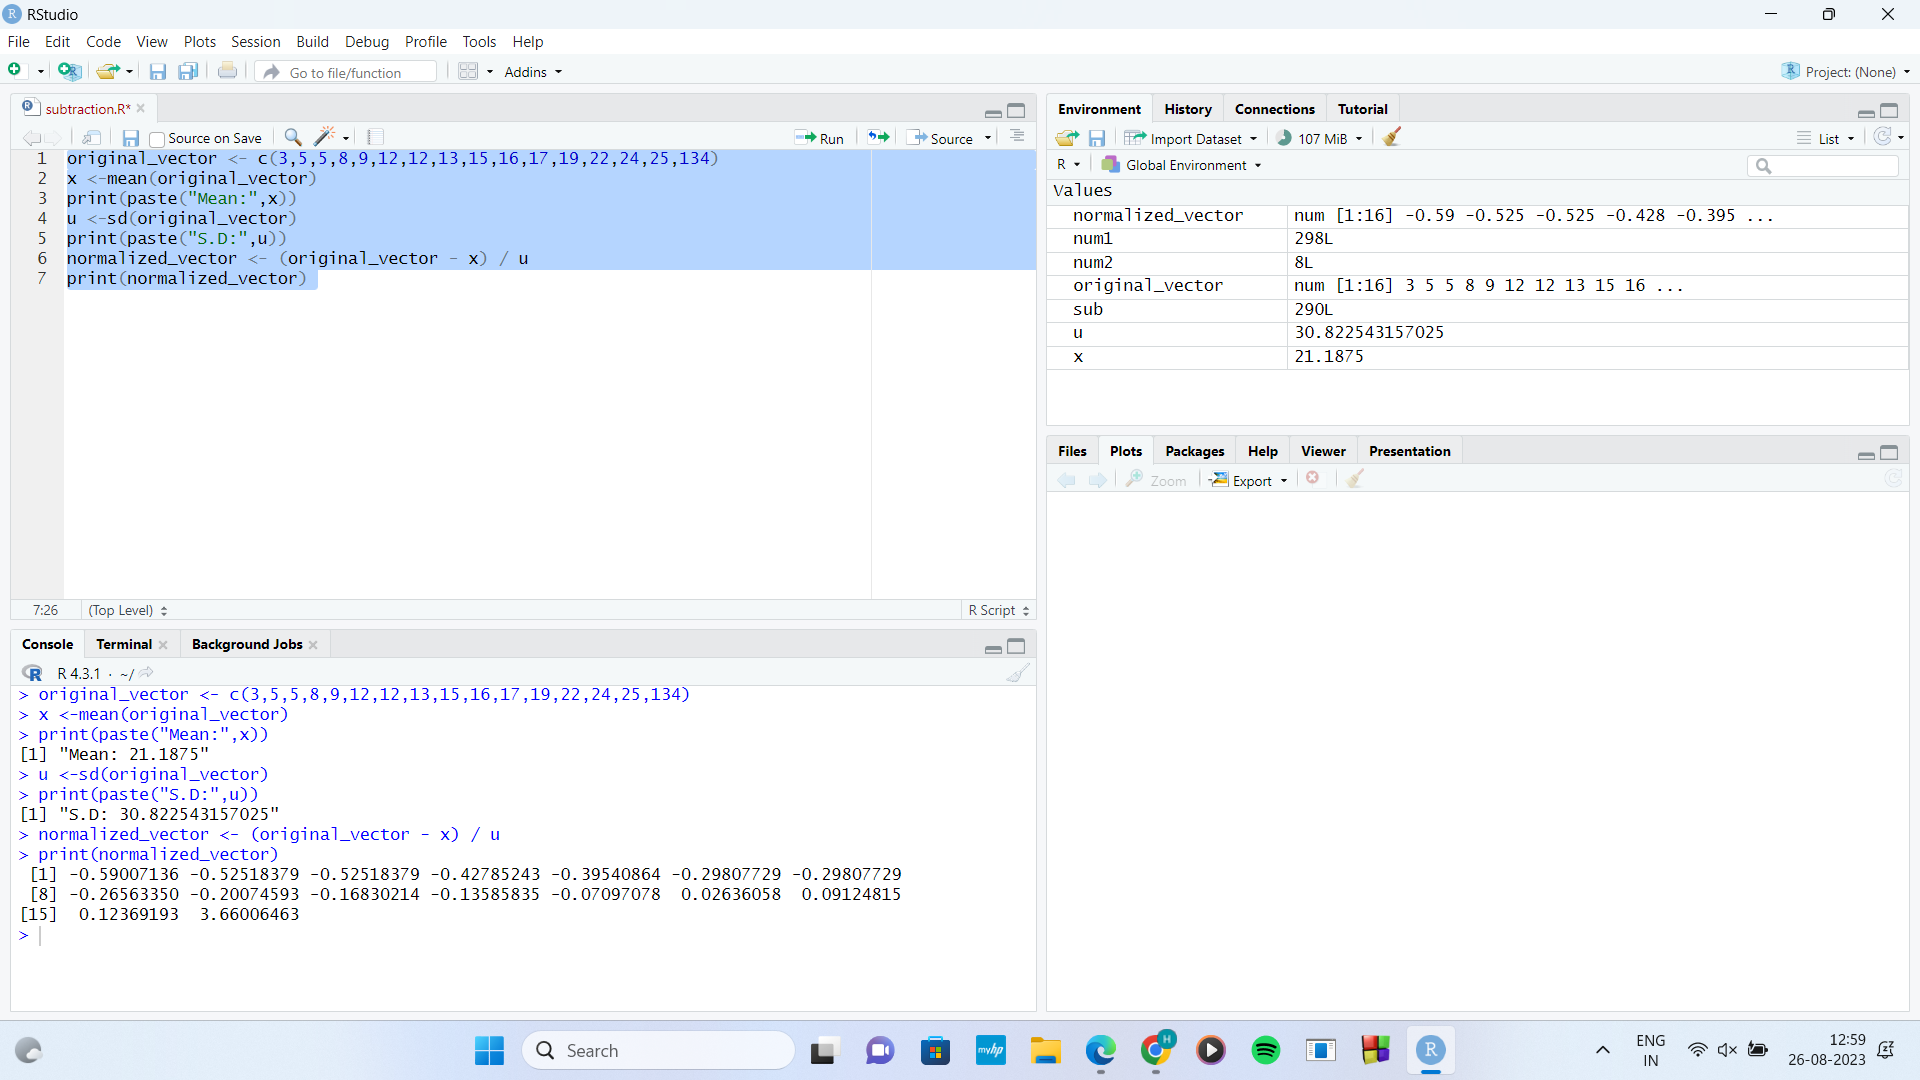 RStudio
File Edit Code View Plots Session Build Debug Profile Tools Help
Go to file/function Addins Project: (None)
subtraction.R*
Source on Save Run Source
1 original_vector <- c(3,5,5,8,9,12,12,13,15,16,17,19,22,24,25,134)
2 x <-mean(original_vector)
3 print(paste("Mean:",x))
4 u <-sd(original_vector)
5 print(paste("S.D:",u))
6 normalized_vector <- (original_vector - x) / u
7 print(normalized_vector)
7:26 (Top Level) R Script
Console Terminal Background Jobs
R 4.3.1 · ~/
> original_vector <- c(3,5,5,8,9,12,12,13,15,16,17,19,22,24,25,134)
> x <-mean(original_vector)
> print(paste("Mean:",x))
[1] "Mean: 21.1875"
> u <-sd(original_vector)
> print(paste("S.D:",u))
[1] "S.D: 30.822543157025"
> normalized_vector <- (original_vector - x) / u
> print(normalized_vector)
[1] -0.59007136 -0.52518379 -0.52518379 -0.42785243 -0.39540864 -0.29807729 -0.29807729
[8] -0.26563350 -0.20074593 -0.16830214 -0.13585835 -0.07097078 0.02636058 0.09124815
[15] 0.12369193 3.66006463
>
Environment History Connections Tutorial
Import Dataset 107 MiB List
R Global Environment
Values
normalized_vector num [1:16] -0.59 -0.525 -0.525 -0.428 -0.395 ...
num1 298L
num2 8L
original_vector num [1:16] 3 5 5 8 9 12 12 13 15 16 ...
sub 290L
u 30.822543157025
x 21.1875
Files Plots Packages Help Viewer Presentation
Zoom Export
Search
myhp
H
R
ENG
IN
12:59
26-08-2023